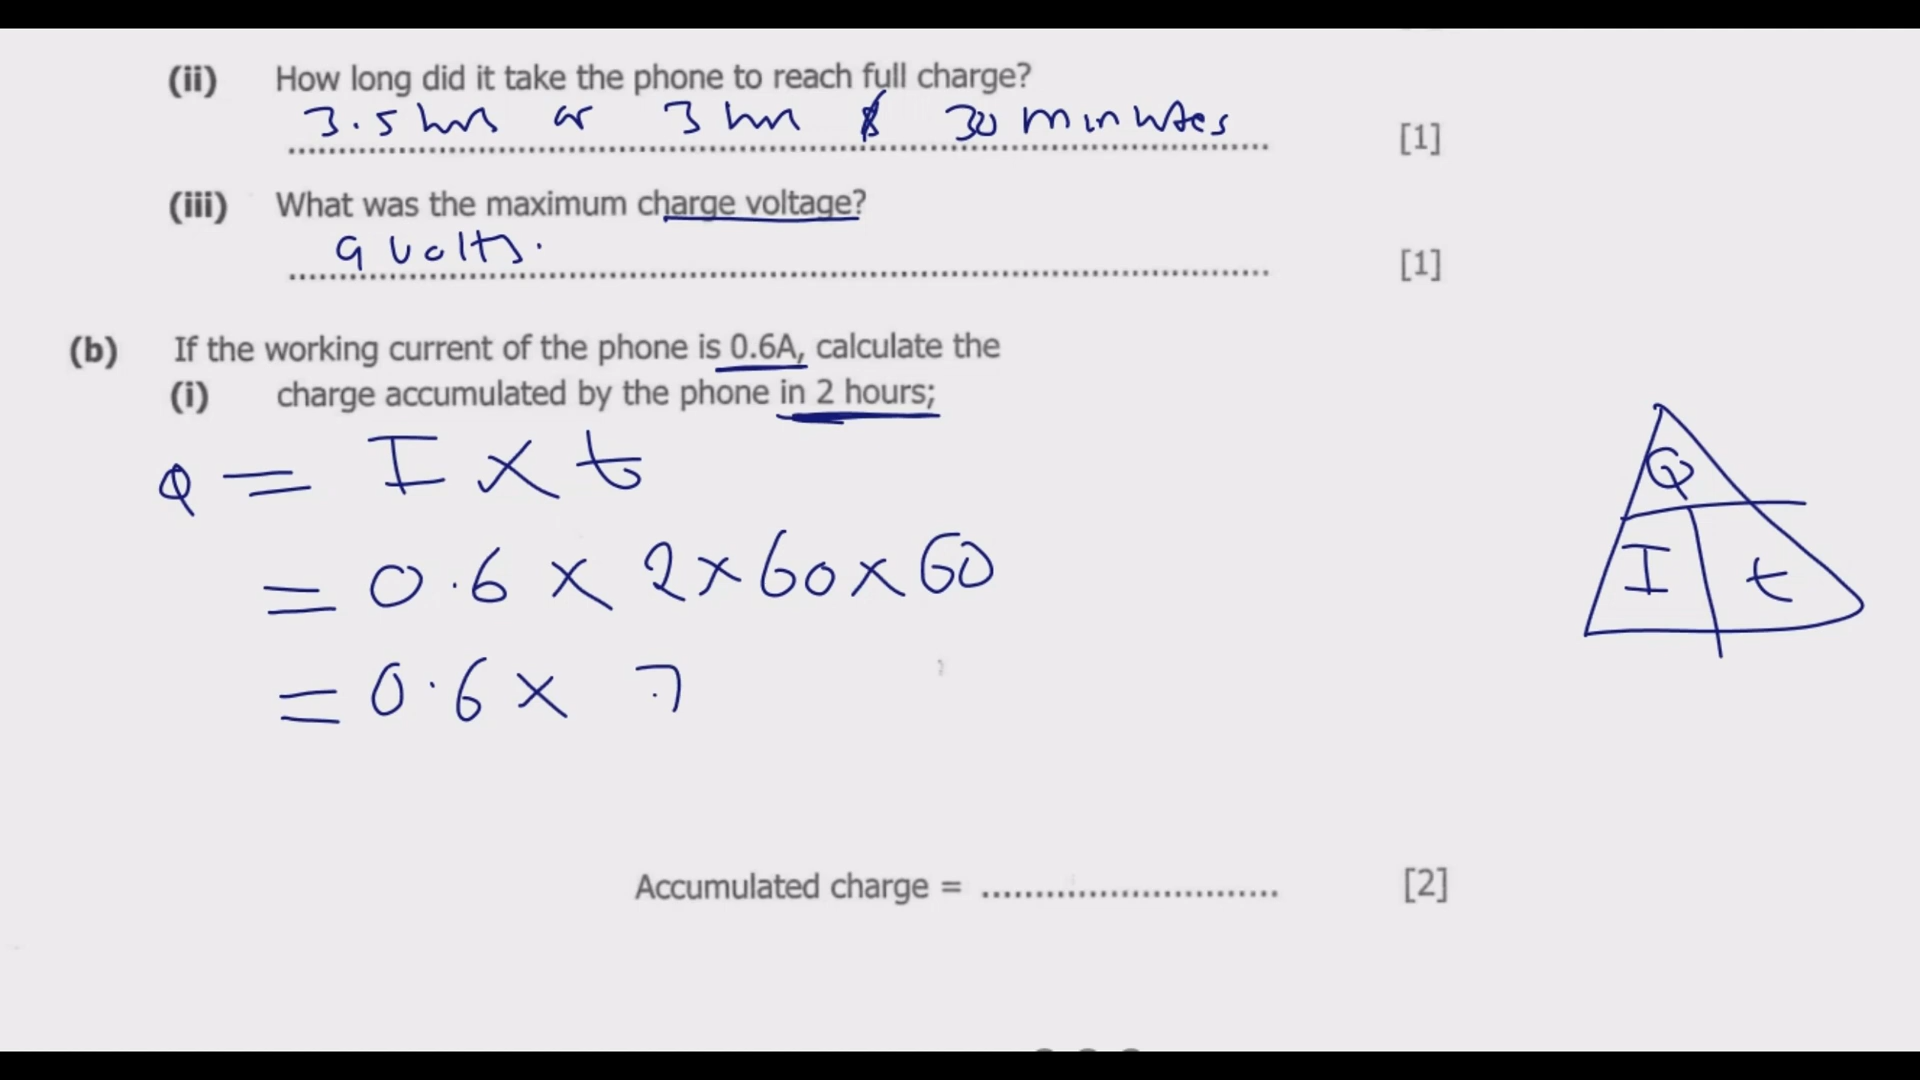 (ii) How long did it take the phone to reach full charge?
3.5 hrs or 3 hrs & 30 minutes
[1]
(iii) What was the maximum charge voltage?
9 volts.
[1]
(b) If the working current of the phone is 0.6A, calculate the
(i) charge accumulated by the phone in 2 hours;
Q = I × t
= 0.6 × 2 × 60 × 60
= 0.6 × 7
Q
I t
Accumulated charge = ............................ [2]